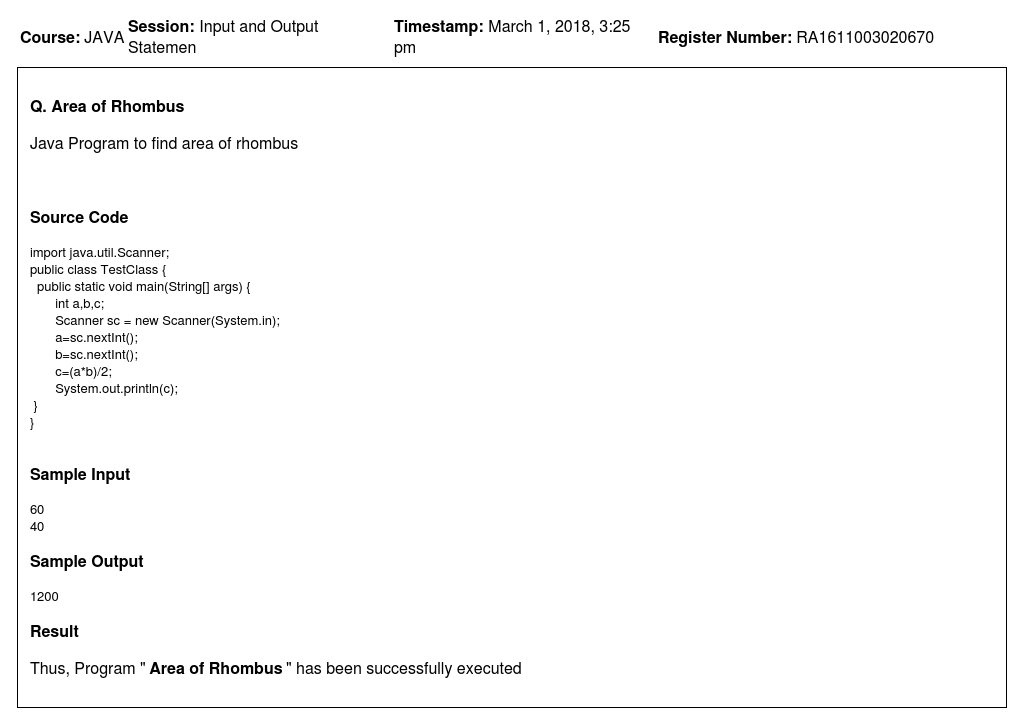 Course: JAVA Session: Input and Output Statemen Timestamp: March 1, 2018, 3:25 pm Register Number: RA1611003020670
Q. Area of Rhombus
Java Program to find area of rhombus
Source Code
import java.util.Scanner;
public class TestClass {
  public static void main(String[] args) {
       int a,b,c;
       Scanner sc = new Scanner(System.in);
       a=sc.nextInt();
       b=sc.nextInt();
       c=(a*b)/2;
       System.out.println(c);
 }
}
Sample Input
60
40
Sample Output
1200
Result
Thus, Program " Area of Rhombus " has been successfully executed